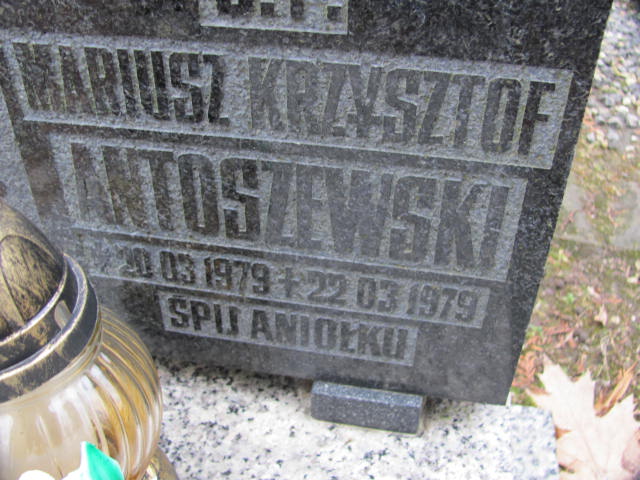 MARIUSZ KRZYSZTOF
ANTOSZEWSKI
* 20 03 1979 + 22 03 1979
ŚPIJ ANIOŁKU